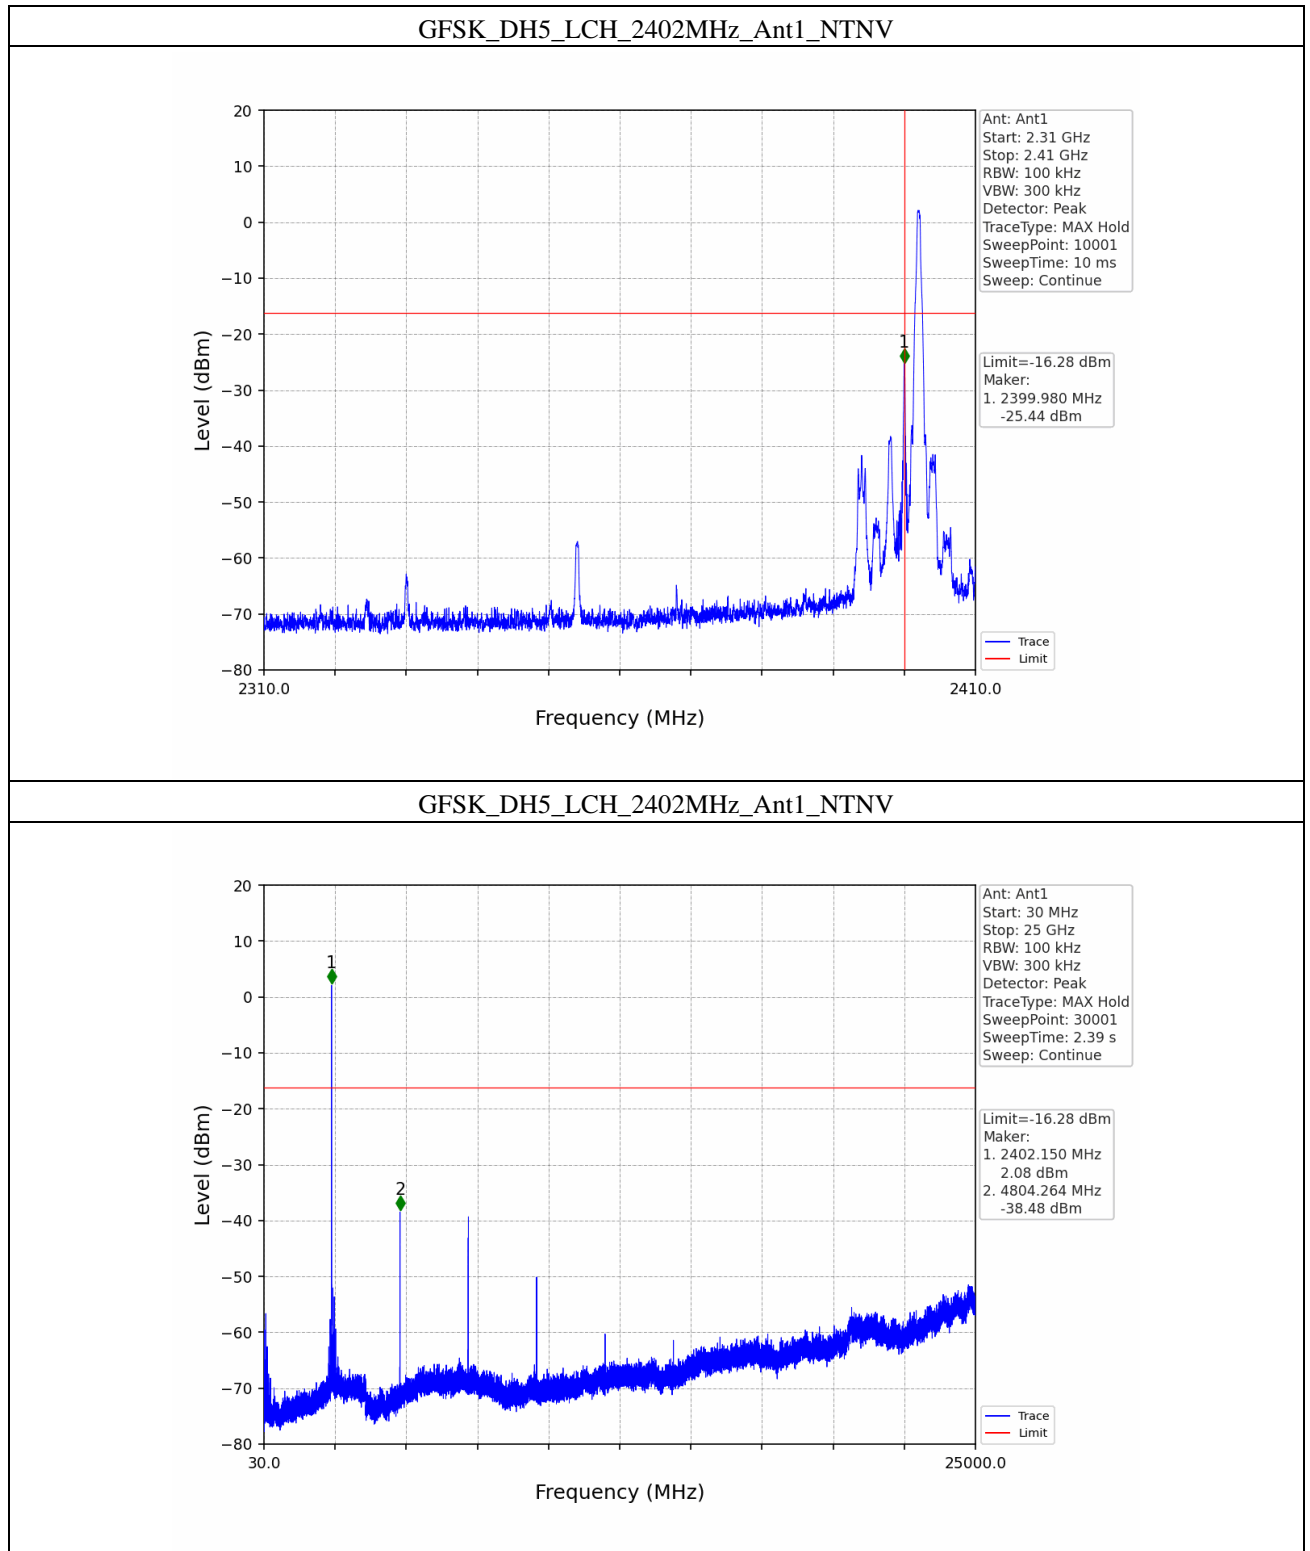 GFSK_DH5_LCH_2402MHz_Ant1_NTNV
20
10
0
−10
−20
−30
−40
−50
−60
−70
−80
Level (dBm)
1
2310.0
2410.0
Frequency (MHz)
Ant: Ant1
Start: 2.31 GHz
Stop: 2.41 GHz
RBW: 100 kHz
VBW: 300 kHz
Detector: Peak
TraceType: MAX Hold
SweepPoint: 10001
SweepTime: 10 ms
Sweep: Continue
Limit=-16.28 dBm
Maker:
1. 2399.980 MHz
-25.44 dBm
Trace
Limit
GFSK_DH5_LCH_2402MHz_Ant1_NTNV
20
10
0
−10
−20
−30
−40
−50
−60
−70
−80
Level (dBm)
1
2
30.0
25000.0
Frequency (MHz)
Ant: Ant1
Start: 30 MHz
Stop: 25 GHz
RBW: 100 kHz
VBW: 300 kHz
Detector: Peak
TraceType: MAX Hold
SweepPoint: 30001
SweepTime: 2.39 s
Sweep: Continue
Limit=-16.28 dBm
Maker:
1. 2402.150 MHz
2.08 dBm
2. 4804.264 MHz
-38.48 dBm
Trace
Limit